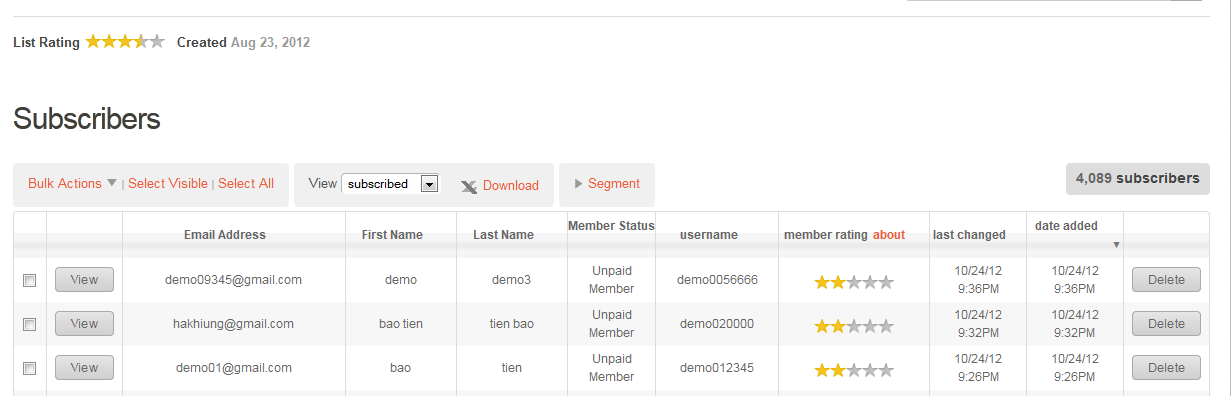 List Rating Created Aug 23, 2012
Subscribers
Bulk Actions | Select Visible | Select All View subscribed Download Segment 4,089 subscribers
Email Address First Name Last Name Member Status username member rating about last changed date added
View demo09345@gmail.com demo demo3 Unpaid Member demo0056666 10/24/12 9:36PM 10/24/12 9:36PM Delete
View hakhiung@gmail.com bao tien tien bao Unpaid Member demo020000 10/24/12 9:32PM 10/24/12 9:32PM Delete
View demo01@gmail.com bao tien Unpaid Member demo012345 10/24/12 9:26PM 10/24/12 9:26PM Delete